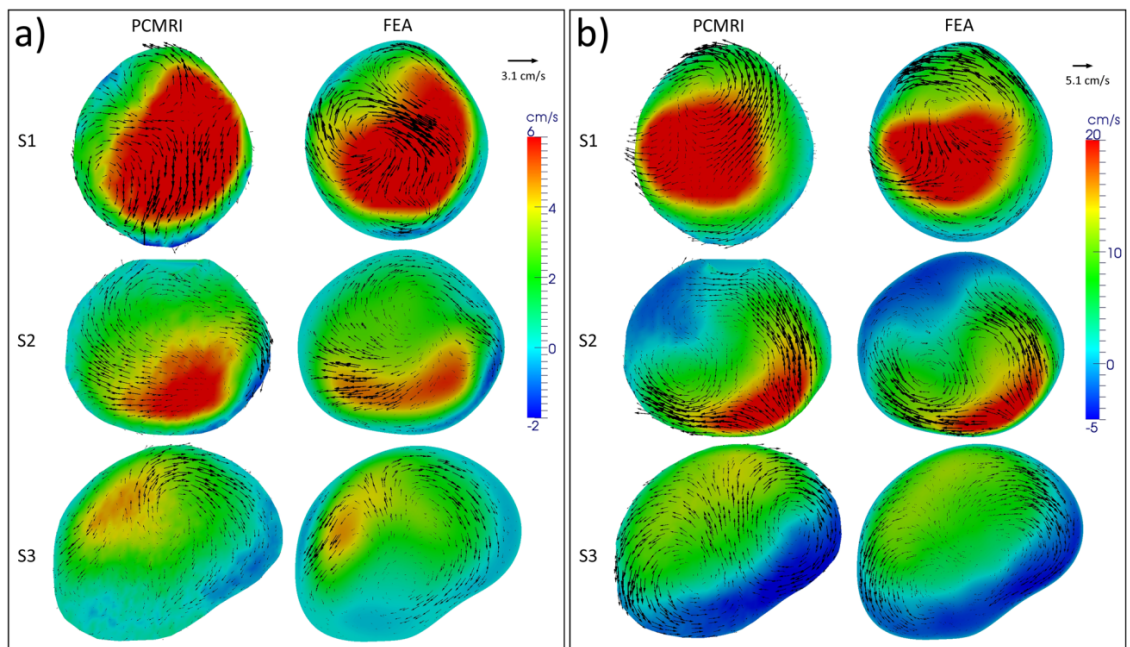 a)
PCMRI
FEA
3.1 cm/s
S1
cm/s
6
4
2
0
-2
S2
S3
b)
PCMRI
FEA
5.1 cm/s
S1
cm/s
20
10
0
-5
S2
S3